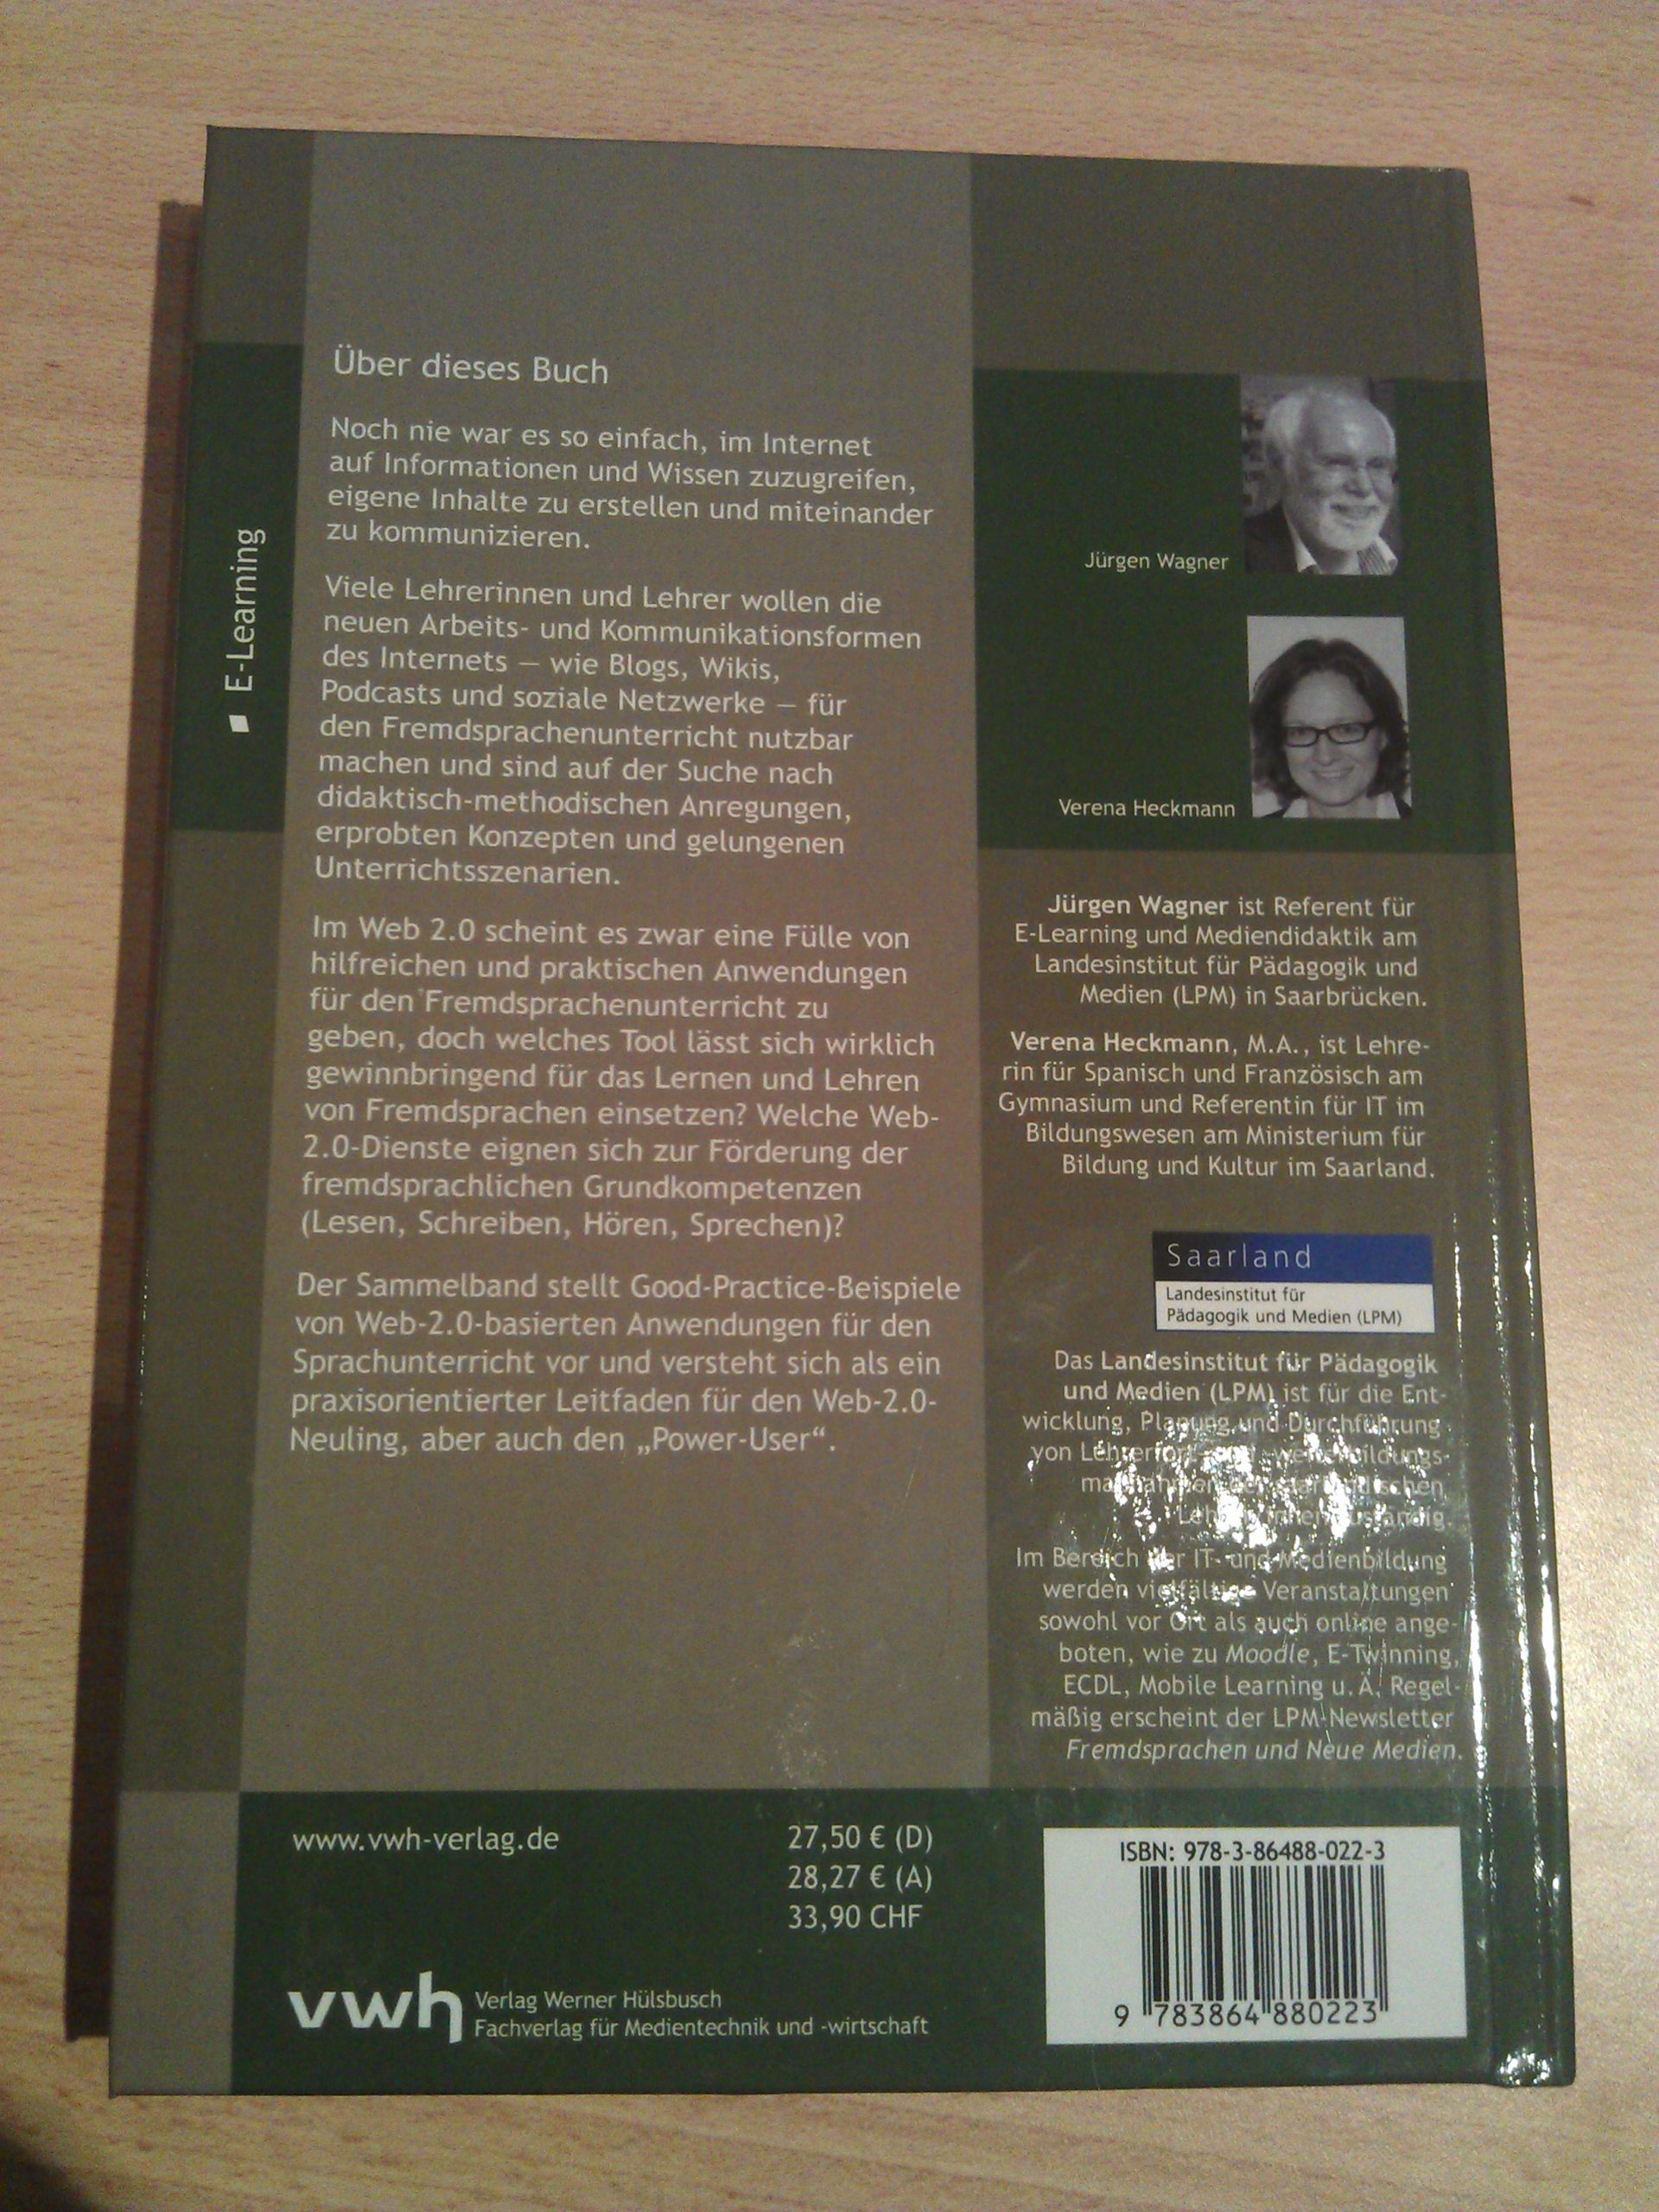 E-Learning
Über dieses Buch
Noch nie war es so einfach, im Internet
auf Informationen und Wissen zuzugreifen,
eigene Inhalte zu erstellen und miteinander
zu kommunizieren.
Viele Lehrerinnen und Lehrer wollen die
neuen Arbeits- und Kommunikationsformen
des Internets — wie Blogs, Wikis,
Podcasts und soziale Netzwerke — für
den Fremdsprachenunterricht nutzbar
machen und sind auf der Suche nach
didaktisch-methodischen Anregungen,
erprobten Konzepten und gelungenen
Unterrichtsszenarien.
Im Web 2.0 scheint es zwar eine Fülle von
hilfreichen und praktischen Anwendungen
für den Fremdsprachenunterricht zu
geben, doch welches Tool lässt sich wirklich
gewinnbringend für das Lernen und Lehren
von Fremdsprachen einsetzen? Welche Web-
2.0-Dienste eignen sich zur Förderung der
fremdsprachlichen Grundkompetenzen
(Lesen, Schreiben, Hören, Sprechen)?
Der Sammelband stellt Good-Practice-Beispiele
von Web-2.0-basierten Anwendungen für den
Sprachunterricht vor und versteht sich als ein
praxisorientierter Leitfaden für den Web-2.0-
Neuling, aber auch den „Power-User“.
Jürgen Wagner
Verena Heckmann
Jürgen Wagner ist Referent für
E-Learning und Mediendidaktik am
Landesinstitut für Pädagogik und
Medien (LPM) in Saarbrücken.
Verena Heckmann, M.A., ist Lehre-
rin für Spanisch und Französisch am
Gymnasium und Referentin für IT im
Bildungswesen am Ministerium für
Bildung und Kultur im Saarland.
Saarland
Landesinstitut für
Pädagogik und Medien (LPM)
Das Landesinstitut für Pädagogik
und Medien (LPM) ist für die Ent-
wicklung, Planung und Durchführung
von
zuständig.
Im Bereich der IT- und Medienbildung
werden vielfältige Veranstaltungen
sowohl vor Ort als auch online ange-
boten, wie zu Moodle, E-Twinning,
ECDL, Mobile Learning u. Ä. Regel-
mäßig erscheint der LPM-Newsletter
Fremdsprachen und Neue Medien.
www.vwh-verlag.de
27,50 € (D)
28,27 € (A)
33,90 CHF
vwh Verlag Werner Hülsbusch
Fachverlag für Medientechnik und -wirtschaft
ISBN: 978-3-86488-022-3
9 783864 880223